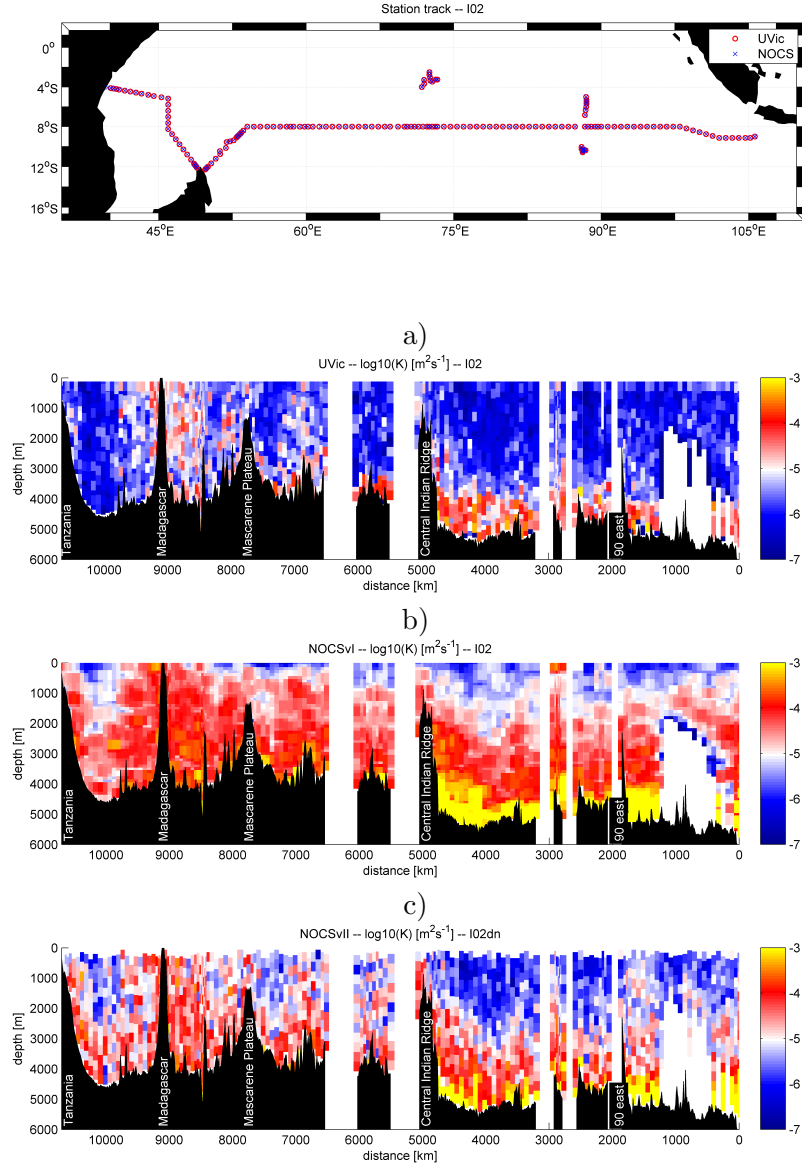 Station track -- I02
UVic
NOCS
0°
4°S
8°S
12°S
16°S
45°E
60°E
75°E
90°E
105°E
a)
UVic -- log10(K) [m²s⁻¹] -- I02
0
1000
2000
3000
4000
5000
6000
depth [m]
Tanzania
Madagascar
Mascarene Plateau
Central Indian Ridge
90 east
10000 9000 8000 7000 6000 5000 4000 3000 2000 1000 0
distance [km]
-3
-4
-5
-6
-7
b)
NOCSvI -- log10(K) [m²s⁻¹] -- I02
0
1000
2000
3000
4000
5000
6000
depth [m]
Tanzania
Madagascar
Mascarene Plateau
Central Indian Ridge
90 east
10000 9000 8000 7000 6000 5000 4000 3000 2000 1000 0
distance [km]
-3
-4
-5
-6
-7
c)
NOCSvII -- log10(K) [m²s⁻¹] -- I02dn
0
1000
2000
3000
4000
5000
6000
depth [m]
Tanzania
Madagascar
Mascarene Plateau
Central Indian Ridge
90 east
10000 9000 8000 7000 6000 5000 4000 3000 2000 1000 0
distance [km]
-3
-4
-5
-6
-7